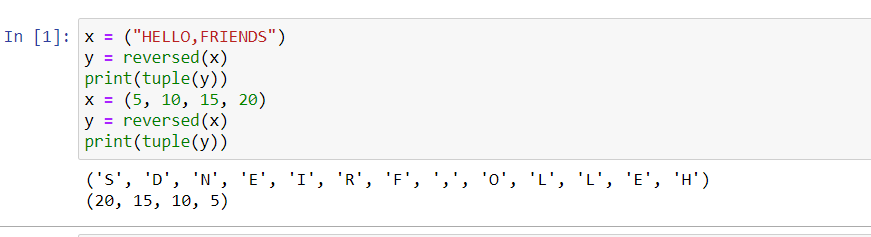 In [1]: x = ("HELLO,FRIENDS")
y = reversed(x)
print(tuple(y))
x = (5, 10, 15, 20)
y = reversed(x)
print(tuple(y))
('S', 'D', 'N', 'E', 'I', 'R', 'F', ',', 'O', 'L', 'L', 'E', 'H')
(20, 15, 10, 5)